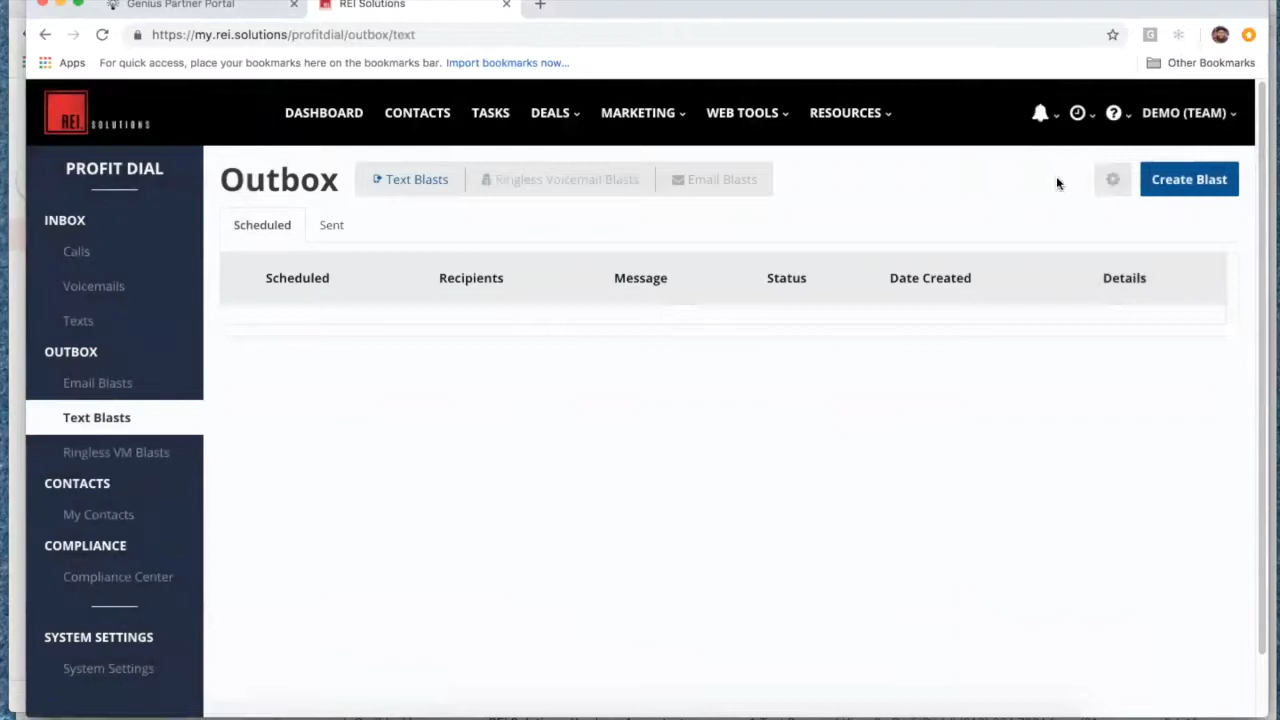 Genius Partner Portal
REI Solutions
https://my.rei.solutions/profitdial/outbox/text
Apps For quick access, place your bookmarks here on the bookmarks bar. Import bookmarks now... Other Bookmarks
REI. SOLUTIONS DASHBOARD CONTACTS TASKS DEALS MARKETING WEB TOOLS RESOURCES DEMO (TEAM)
PROFIT DIAL
INBOX
Calls
Voicemails
Texts
OUTBOX
Email Blasts
Text Blasts
Ringless VM Blasts
CONTACTS
My Contacts
COMPLIANCE
Compliance Center
SYSTEM SETTINGS
System Settings
Outbox Text Blasts Ringless Voicemail Blasts Email Blasts Create Blast
Scheduled Sent
Scheduled Recipients Message Status Date Created Details